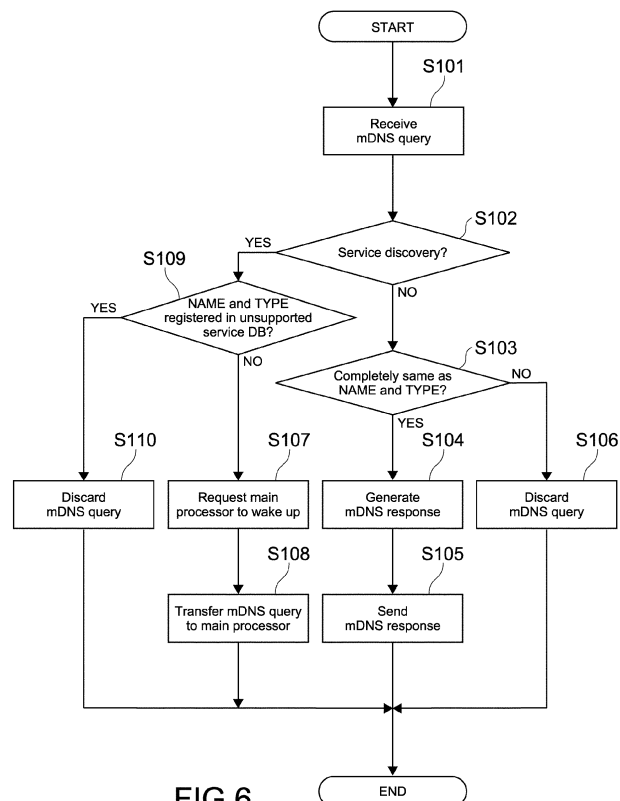 START
S101
Receive
mDNS query
S102
Service discovery?
YES
NO
S109
NAME and TYPE
registered in unsupported
service DB?
YES
NO
S103
Completely same as
NAME and TYPE?
NO
YES
S110
Discard
mDNS query
S107
Request main
processor to wake up
S104
Generate
mDNS response
S106
Discard
mDNS query
S108
Transfer mDNS query
to main processor
S105
Send
mDNS response
END
FIG.6